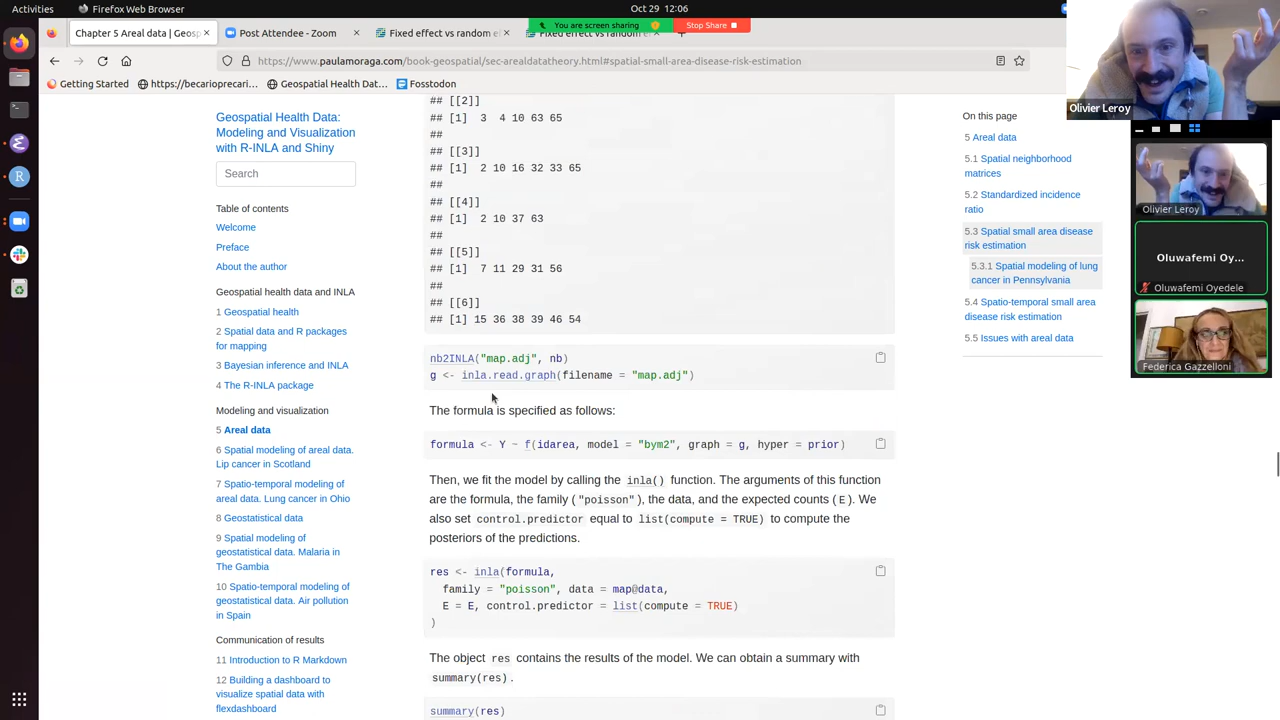 Activities
Firefox Web Browser
Oct 29 12:06
You are screen sharing
Stop Share
Chapter 5 Areal data | Geosp
Post Attendee - Zoom
Fixed effect vs random e
Fixed effect vs random e
https://www.paulamoraga.com/book-geospatial/sec-arealdatatheory.html#spatial-small-area-disease-risk-estimation
Getting Started
https://becarioprecari...
Geospatial Health Dat...
Fosstodon
Geospatial Health Data:
Modeling and Visualization
with R-INLA and Shiny
Search
Table of contents
Welcome
Preface
About the author
Geospatial health data and INLA
1 Geospatial health
2 Spatial data and R packages
for mapping
3 Bayesian inference and INLA
4 The R-INLA package
Modeling and visualization
5 Areal data
6 Spatial modeling of areal data.
Lip cancer in Scotland
7 Spatio-temporal modeling of
areal data. Lung cancer in Ohio
8 Geostatistical data
9 Spatial modeling of
geostatistical data. Malaria in
The Gambia
10 Spatio-temporal modeling of
geostatistical data. Air pollution
in Spain
Communication of results
11 Introduction to R Markdown
12 Building a dashboard to
visualize spatial data with
flexdashboard
## [[2]]
## [1] 3 4 10 63 65
##
## [[3]]
## [1] 2 10 16 32 33 65
##
## [[4]]
## [1] 2 10 37 63
##
## [[5]]
## [1] 7 11 29 31 56
##
## [[6]]
## [1] 15 36 38 39 46 54
nb2INLA("map.adj", nb)
g <- inla.read.graph(filename = "map.adj")
The formula is specified as follows:
formula <- Y ~ f(idarea, model = "bym2", graph = g, hyper = prior)
Then, we fit the model by calling the inla() function. The arguments of this function
are the formula, the family ("poisson"), the data, and the expected counts (E). We
also set control.predictor equal to list(compute = TRUE) to compute the
posteriors of the predictions.
res <- inla(formula,
family = "poisson", data = map@data,
E = E, control.predictor = list(compute = TRUE)
)
The object res contains the results of the model. We can obtain a summary with
summary(res).
summary(res)
On this page
5 Areal data
5.1 Spatial neighborhood
matrices
5.2 Standardized incidence
ratio
5.3 Spatial small area disease
risk estimation
5.3.1 Spatial modeling of lung
cancer in Pennsylvania
5.4 Spatio-temporal small area
disease risk estimation
5.5 Issues with areal data
Olivier Leroy
Olivier Leroy
Oluwafemi Oy...
Oluwafemi Oyedele
Federica Gazzelloni